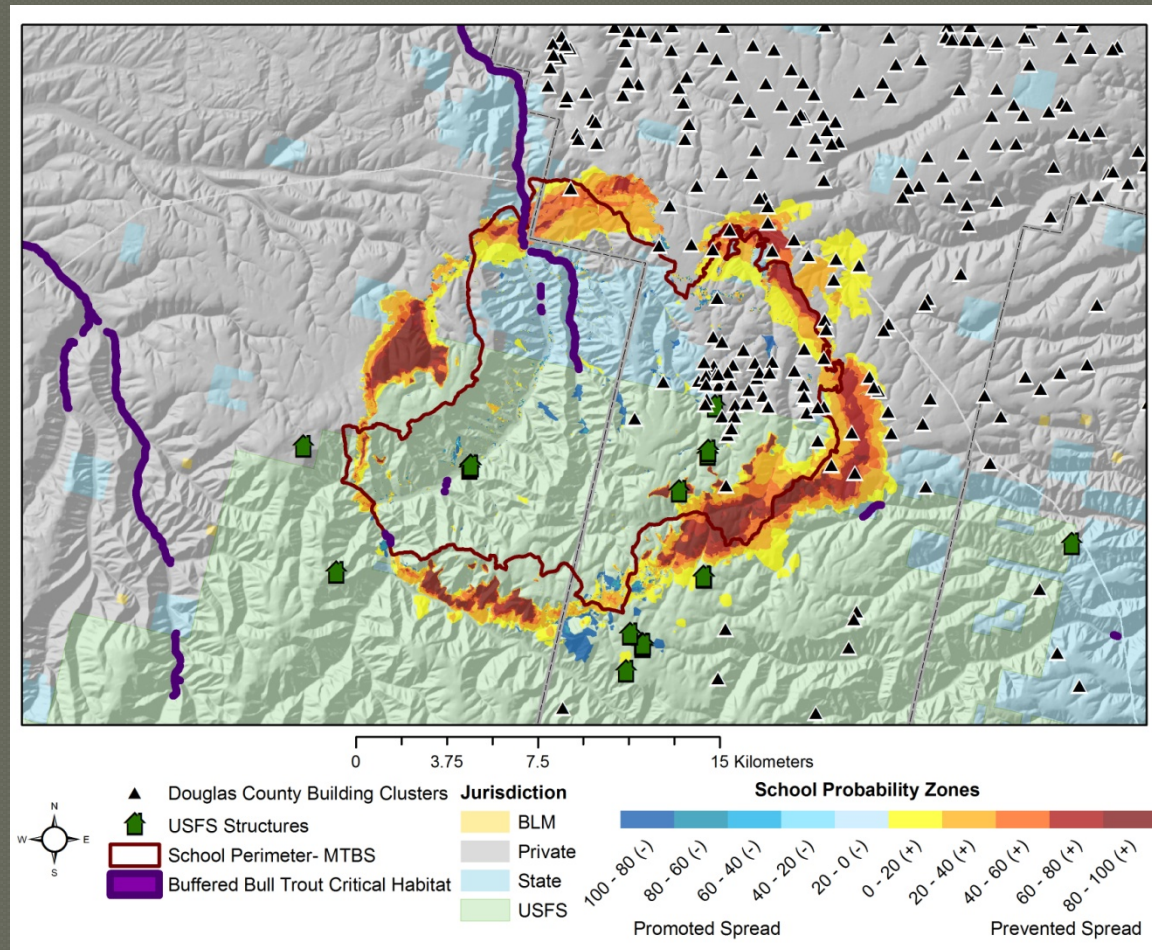 0 3.75 7.5 15 Kilometers
N
W E
S
Douglas County Building Clusters
USFS Structures
School Perimeter- MTBS
Buffered Bull Trout Critical Habitat
Jurisdiction
BLM
Private
State
USFS
School Probability Zones
100 - 80 (-)
80 - 60 (-)
60 - 40 (-)
40 - 20 (-)
20 - 0 (-)
0 - 20 (+)
20 - 40 (+)
40 - 60 (+)
60 - 80 (+)
80 - 100 (+)
Promoted Spread Prevented Spread